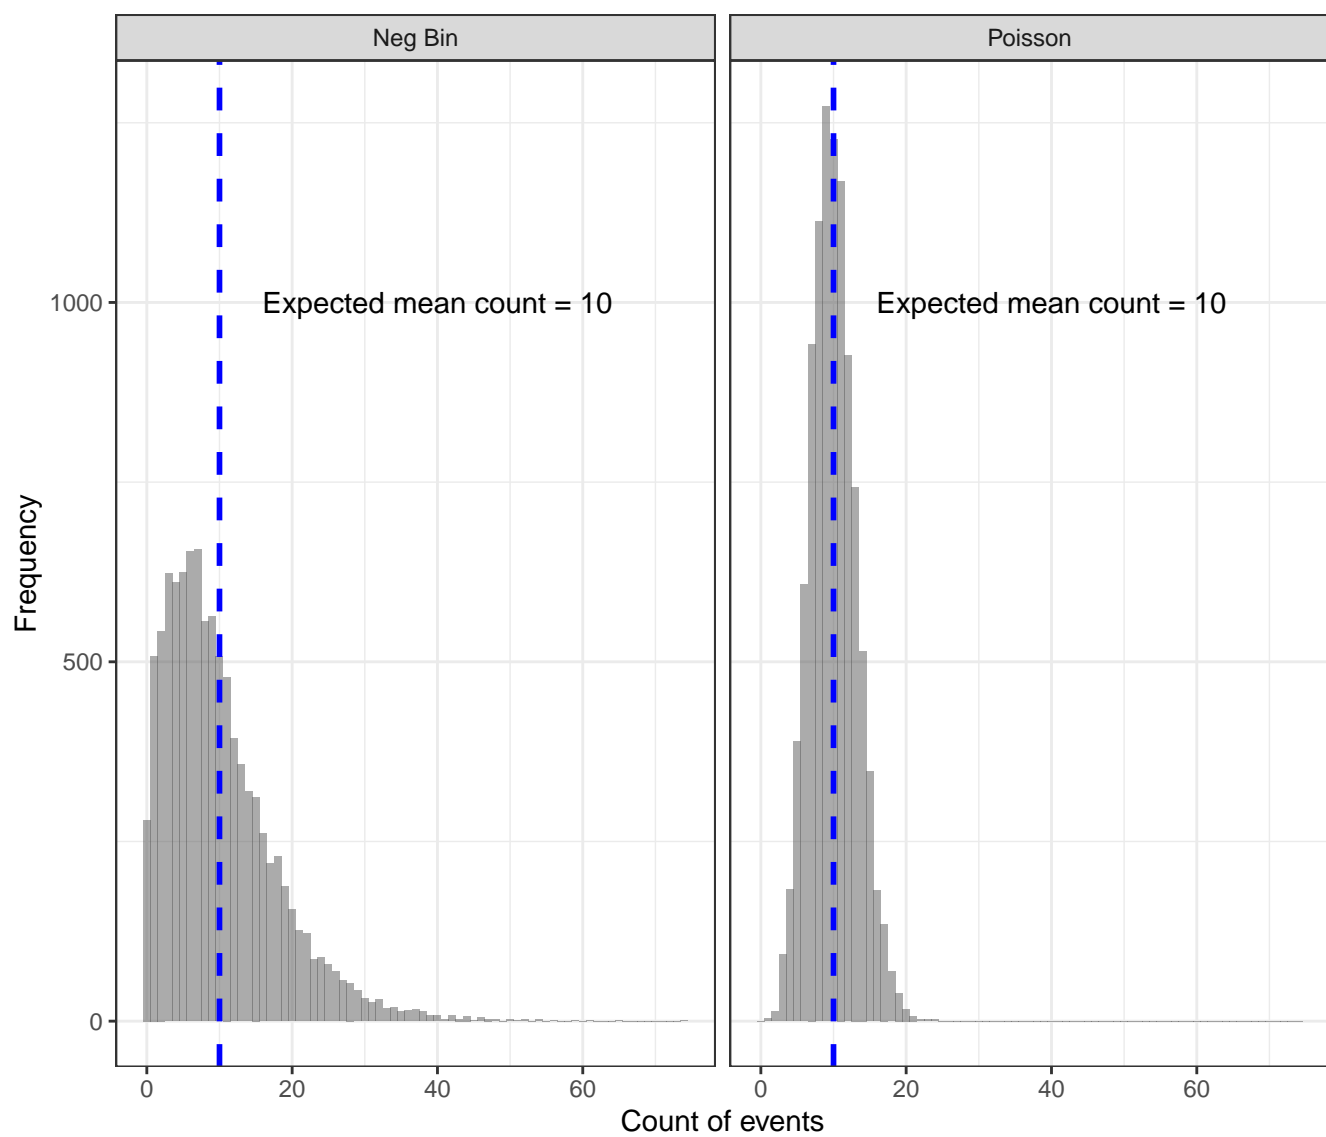 Neg Bin
Poisson
Expected mean count = 10
Expected mean count = 10
1000
500
0
Frequency
0 20 40 60
0 20 40 60
Count of events